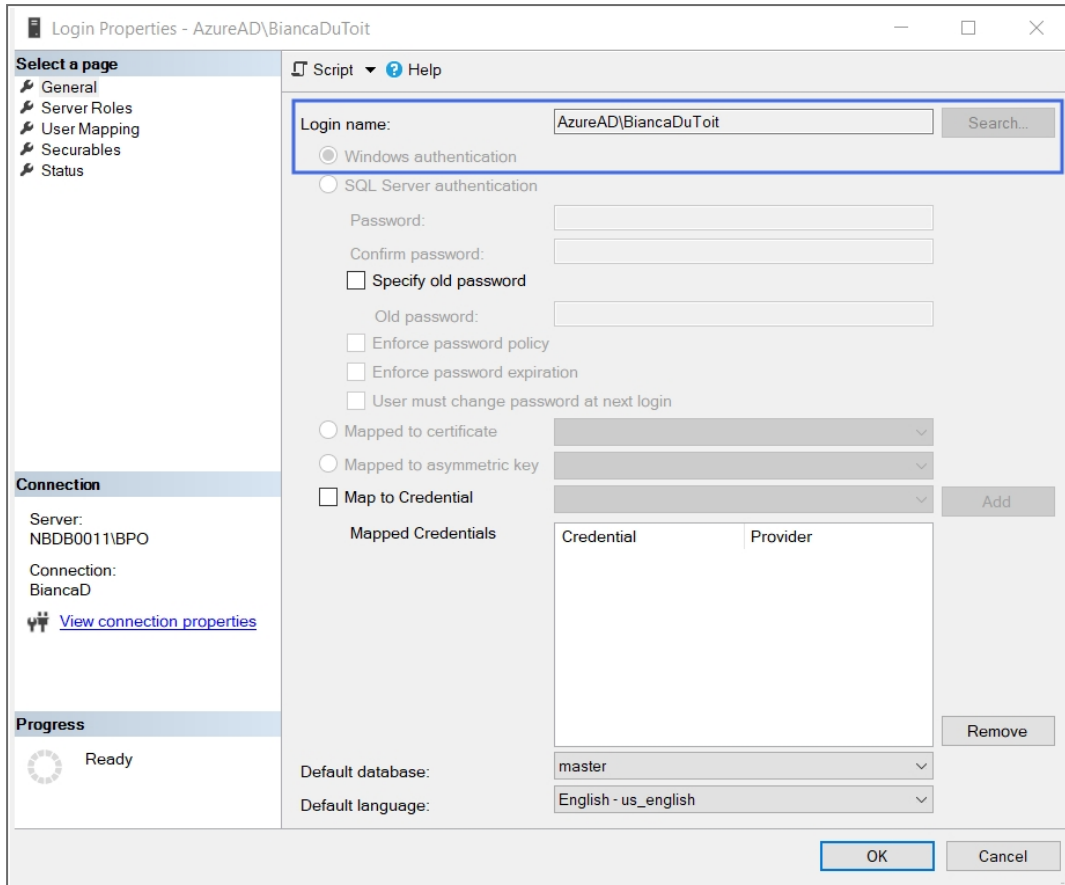 Login Properties - AzureAD\BiancaDuToit
Select a page
General
Server Roles
User Mapping
Securables
Status
Connection
Server:
NBDB0011\BPO
Connection:
BiancaD
View connection properties
Progress
Ready
Script Help
Login name: AzureAD\BiancaDuToit Search...
Windows authentication
SQL Server authentication
Password:
Confirm password:
Specify old password
Old password:
Enforce password policy
Enforce password expiration
User must change password at next login
Mapped to certificate
Mapped to asymmetric key
Map to Credential Add
Mapped Credentials Credential Provider
Remove
Default database: master
Default language: English - us_english
OK Cancel